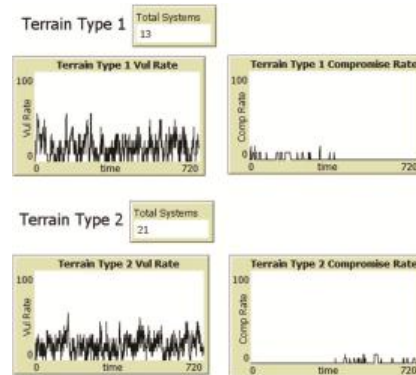 Terrain Type 1
Total Systems
13
Terrain Type 1 Vul Rate
100
Vul Rate
0
0
time
720
Terrain Type 1 Compromise Rate
100
Comp Rate
0
0
time
720
Terrain Type 2
Total Systems
21
Terrain Type 2 Vul Rate
100
Vul Rate
0
0
time
720
Terrain Type 2 Compromise Rate
100
Comp Rate
0
0
time
720